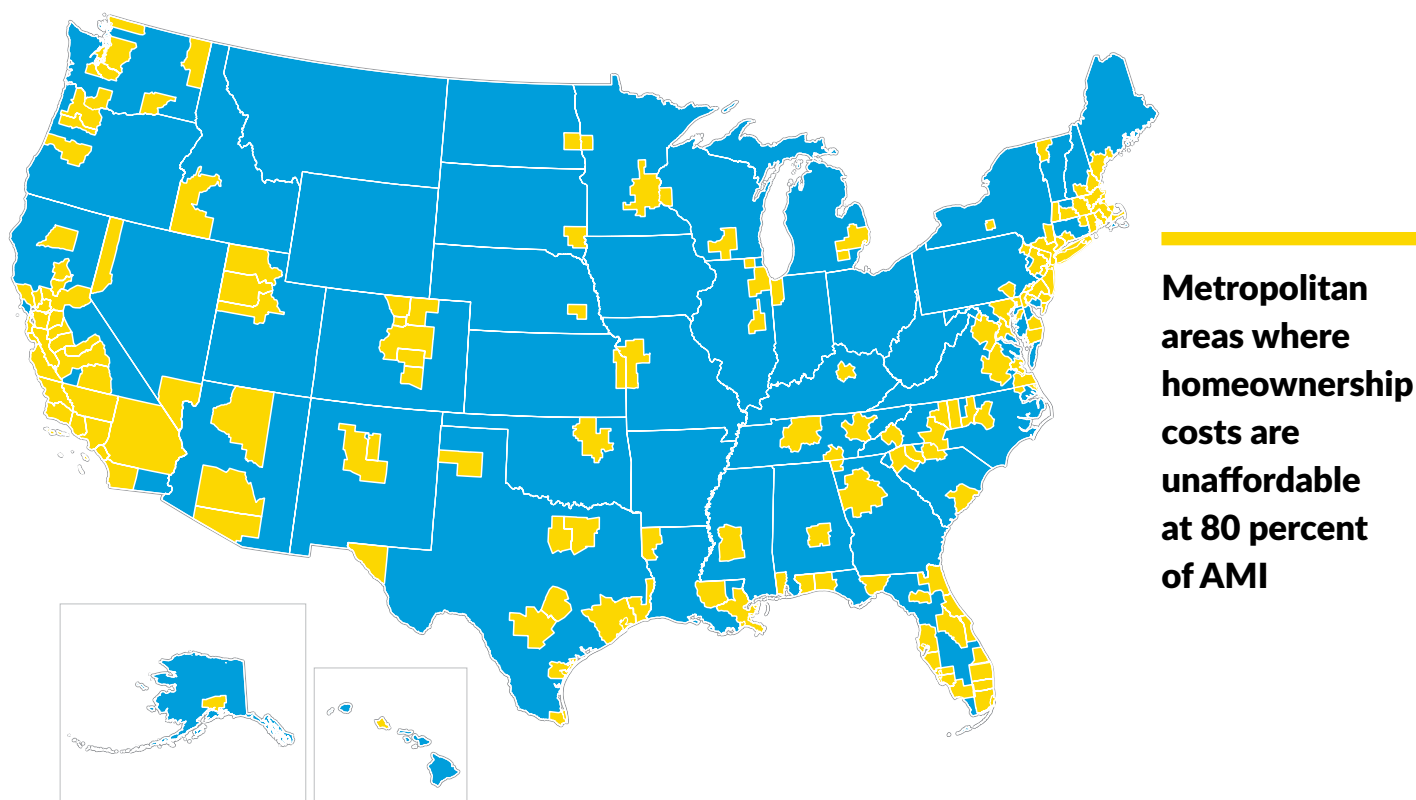 Metropolitan
areas where
homeownership
costs are
unaffordable
at 80 percent
of AMI